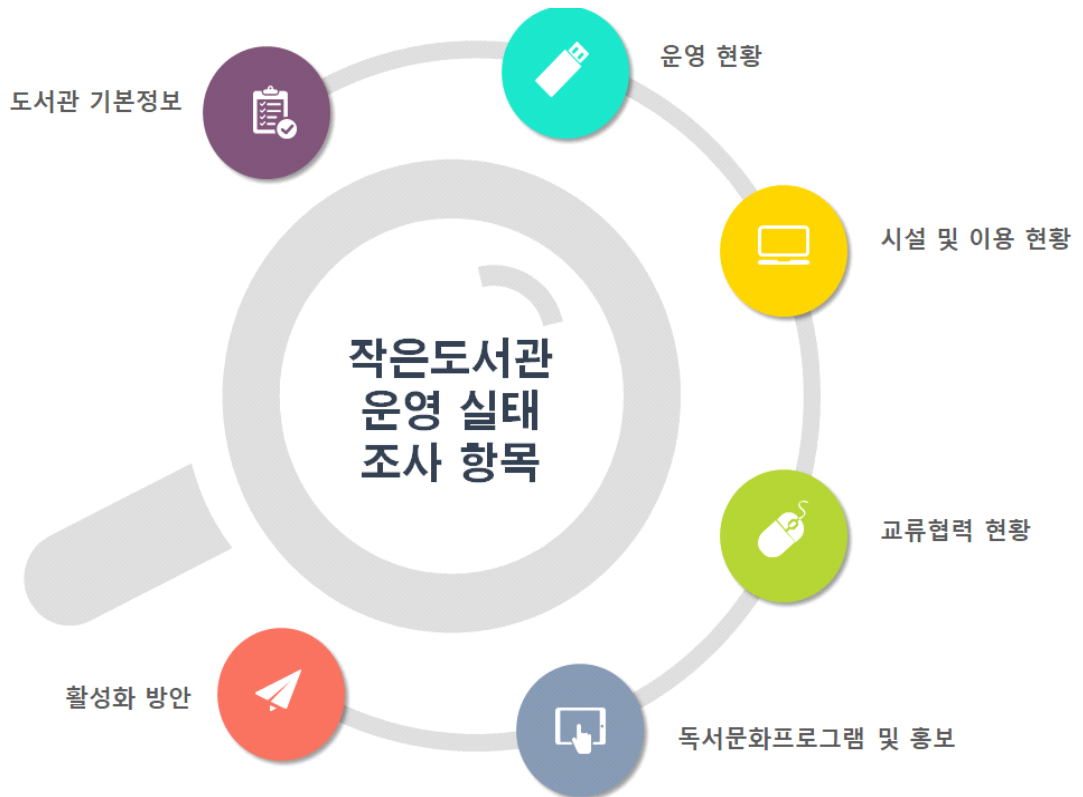 도서관 기본정보
운영 현황
시설 및 이용 현황
작은도서관
운영 실태
조사 항목
교류협력 현황
독서문화프로그램 및 홍보
활성화 방안